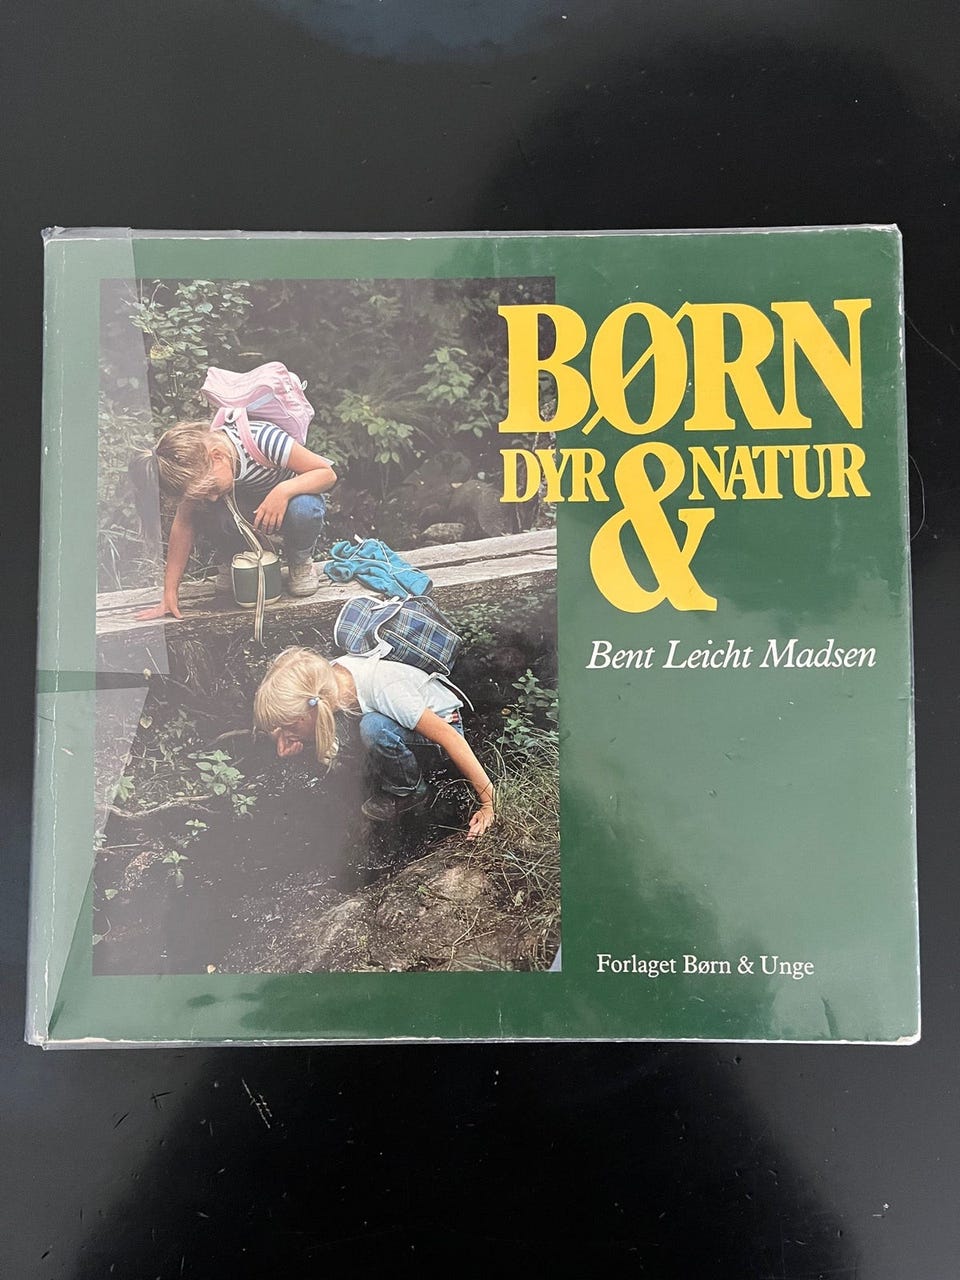 BØRN
DYR & NATUR
Bent Leicht Madsen
Forlaget Børn & Unge